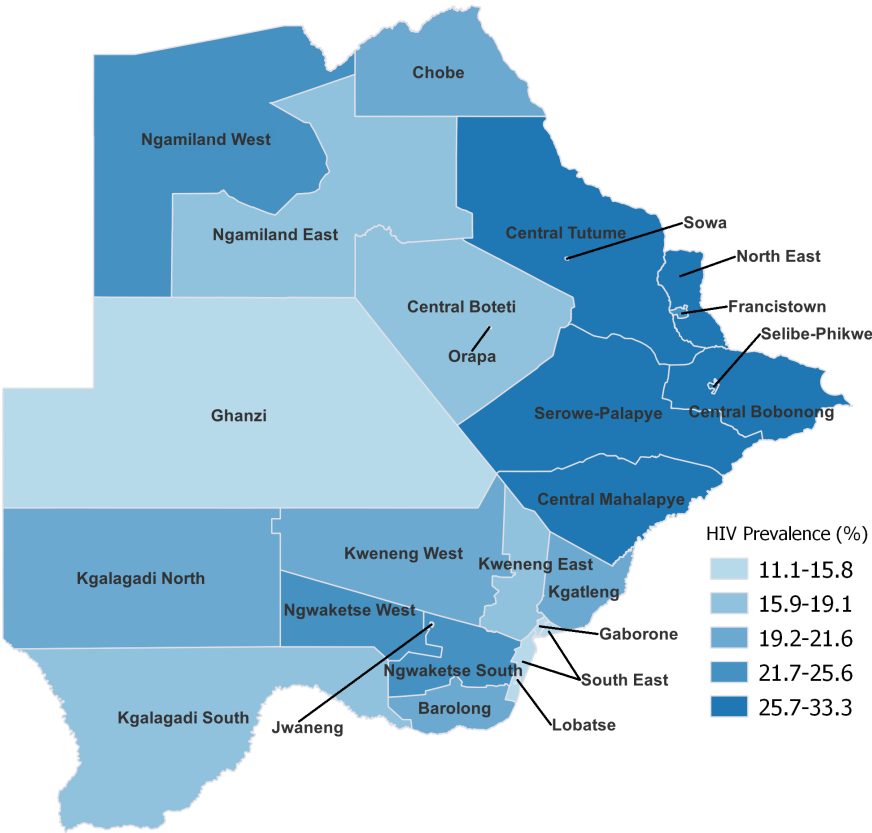 Chobe
Ngamiland West
Sowa
Central Tutume
Ngamiland East
North East
Central Boteti
Francistown
Selibe-Phikwe
Orapa
Ghanzi
Serowe-Palapye
Central Bobonong
Central Mahalapye
HIV Prevalence (%)
Kweneng West
Kweneng East
11.1-15.8
Kgalagadi North
Kgatleng
15.9-19.1
Ngwaketse West
Gaborone
19.2-21.6
Ngwaketse South
South East
21.7-25.6
Barolong
25.7-33.3
Kgalagadi South
Jwaneng
Lobatse